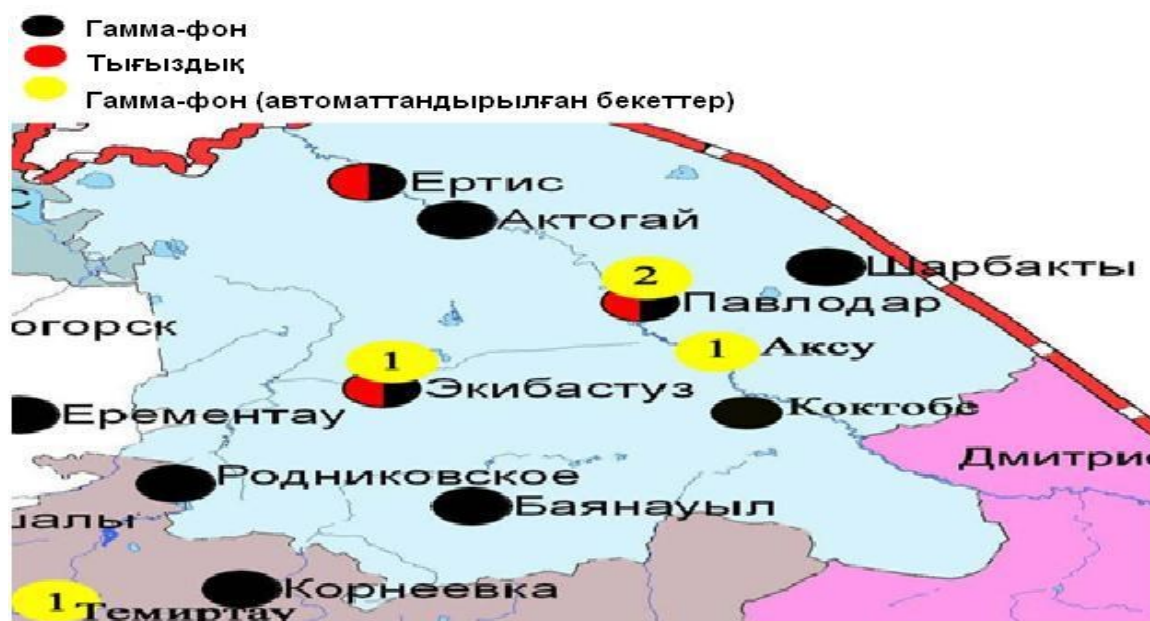 Гамма-фон
Тығыздық
Гамма-фон (автоматтандырылған бекеттер)
С
Ертис
Актогай
Шарбакты
2
Павлодар
огорск
1 Аксу
1
Экибастуз
Коктобе
Ерементау
Дмитрие
Родниковское
Баянауыл
шалы
Корнеевка
1 Темиртау